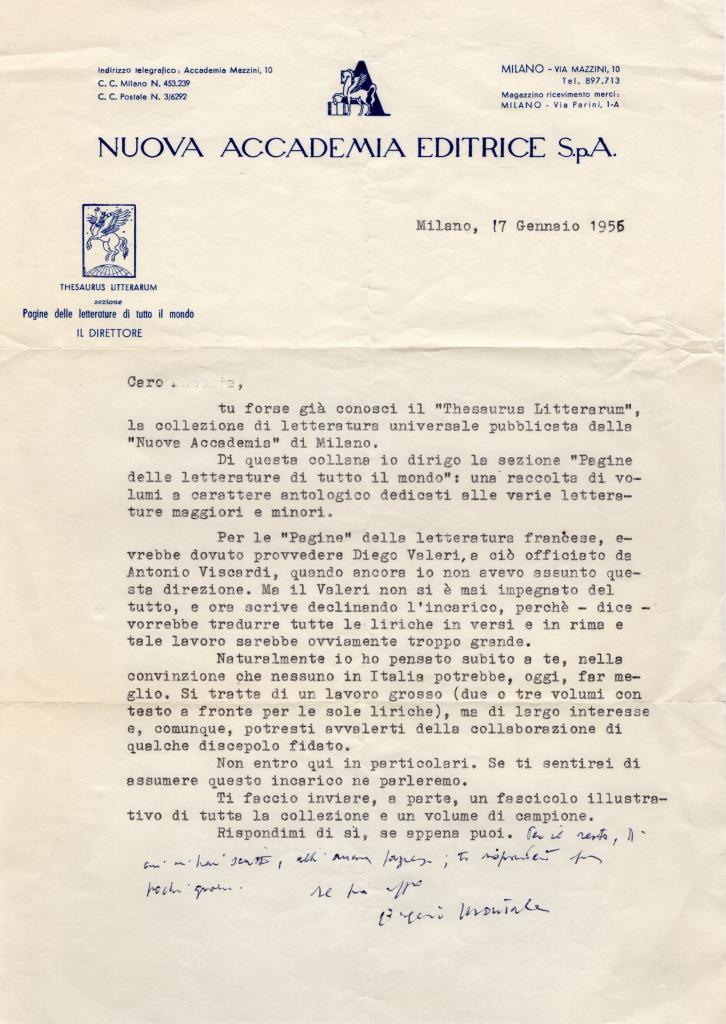 Indirizzo telegrafico: Accademia Mazzini, 10
C. C. Milano N. 453.239
C. C. Postale N. 3/6292
A
MILANO - VIA MAZZINI, 10
Tel. 897.713
Magazzino ricevimento merci:
MILANO - Via Parini, 1-A
NUOVA ACCADEMIA EDITRICE S.p.A.
Milano, 17 Gennaio 1956
THESAURUS LITTERARUM
sezione
Pagine delle letterature di tutto il mondo
IL DIRETTORE
Caro
tu forse già conosci il "Thesaurus Litterarum",
la collezione di letteratura universale pubblicata dalla
"Nuova Accademia" di Milano.
Di questa collana io dirigo la sezione "Pagine
delle letterature di tutto il mondo": una raccolta di vo-
lumi a carattere antologico dedicati alle varie lettera-
ture maggiori e minori.
Per le "Pagine" della letteratura francese, a-
vrebbe dovuto provvedere Diego Valeri, a ciò officiato da
Antonio Viscardi, quando ancora io non avevo assunto que-
sta direzione. Ma il Valeri non si è mai impegnato del
tutto, e ora scrive declinando l'incarico, perchè - dice -
vorrebbe tradurre tutte le liriche in versi e in rima e
tale lavoro sarebbe ovviamente troppo grande.
Naturalmente io ho pensato subito a te, nella
convinzione che nessuno in Italia potrebbe, oggi, far me-
glio. Si tratta di un lavoro grosso (due o tre volumi con
testo a fronte per le sole liriche), ma di largo interesse
e, comunque, potresti avvalerti della collaborazione di
qualche discepolo fidato.
Non entro qui in particolari. Se ti sentirai di
assumere questo incarico ne parleremo.
Ti faccio inviare, a parte, un fascicolo illustra-
tivo di tutta la collezione e un volume di campione.
Rispondimi di sì, se appena puoi. Per il resto, di
cui mi hai scritto, ; ti risponderò fra
pochi giorni.
Eugenio Montale